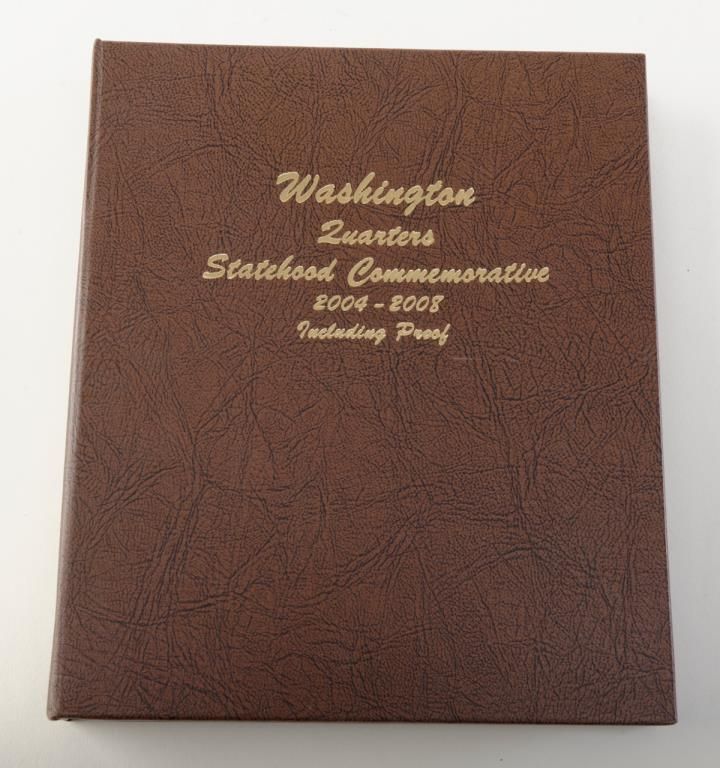 Washington
Quarters
Statehood Commemorative
2004-2008
Including Proof